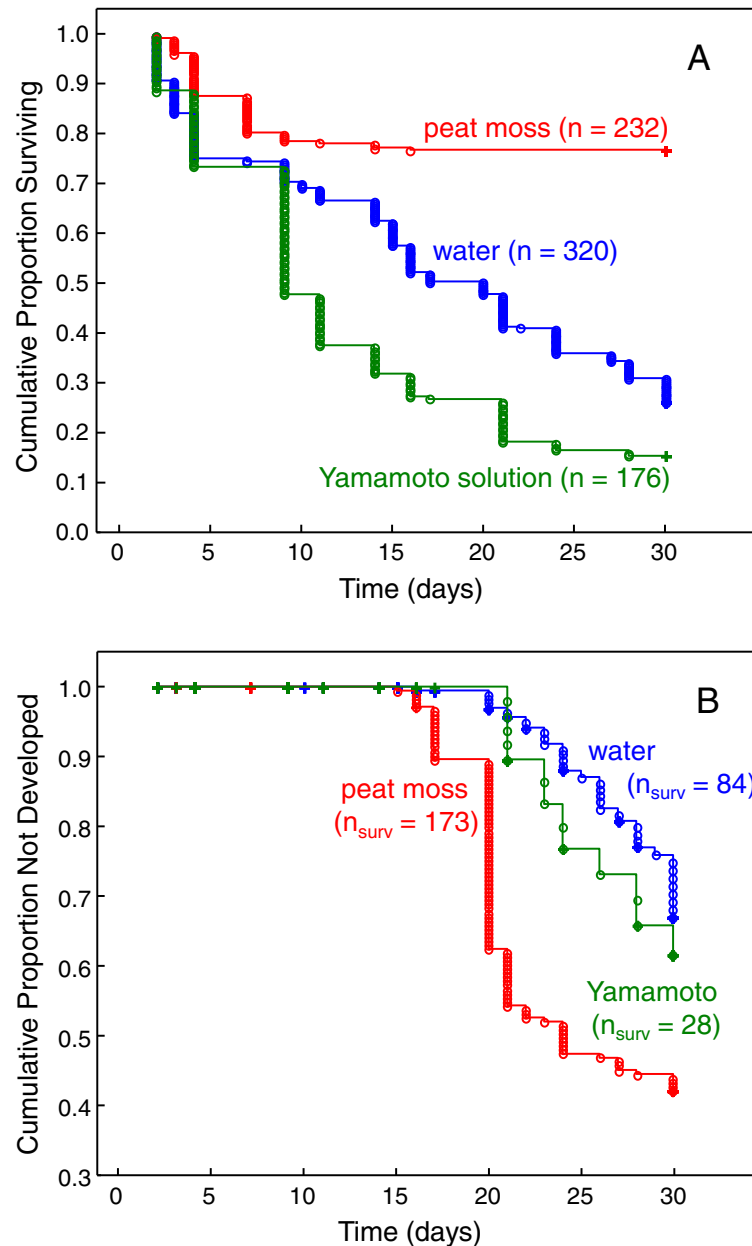 A
1.0
0.9
0.8
0.7
0.6
0.5
0.4
0.3
0.2
0.1
0.0
Cumulative Proportion Surviving
peat moss (n = 232)
water (n = 320)
Yamamoto solution (n = 176)
0 5 10 15 20 25 30
Time (days)
B
1.0
0.9
0.8
0.7
0.6
0.5
0.4
0.3
Cumulative Proportion Not Developed
water
(nsurv = 84)
peat moss
(nsurv = 173)
Yamamoto
(nsurv = 28)
0 5 10 15 20 25 30
Time (days)